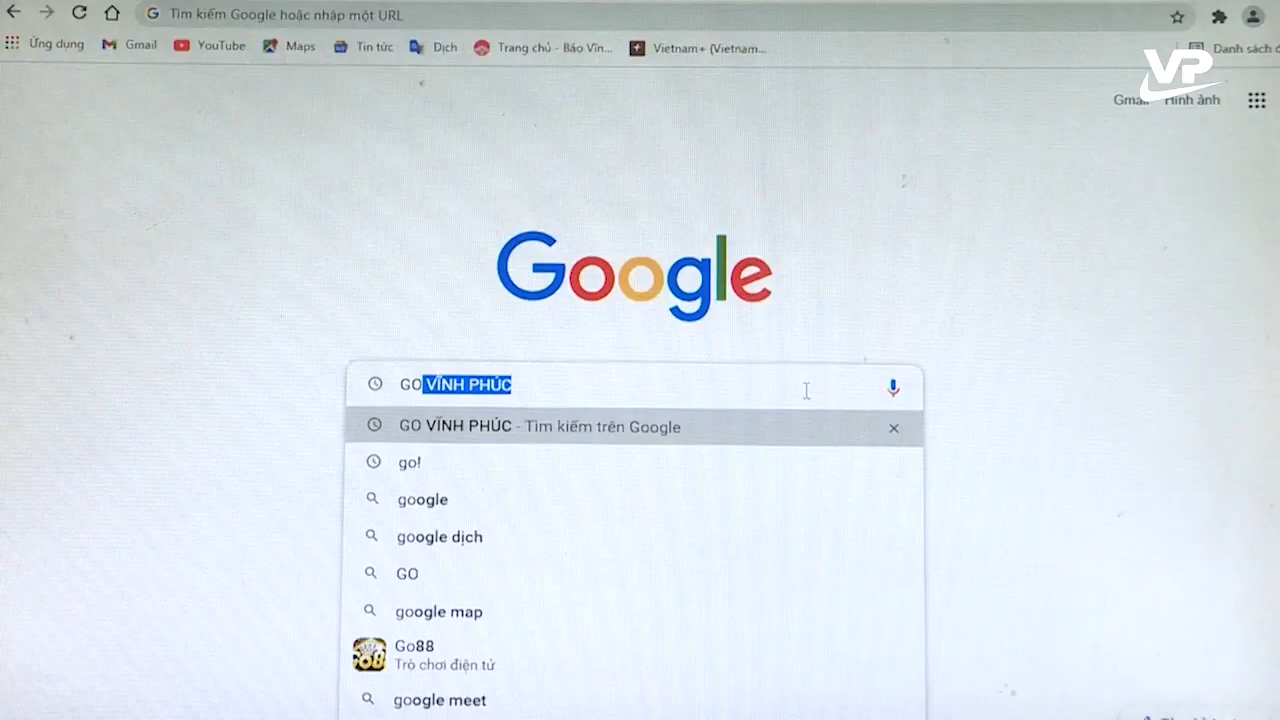 Tìm kiếm Google hoặc nhập một URL
Ứng dụng Gmail YouTube Maps Tin tức Dịch Trang chủ - Báo Vĩn... Vietnam+ (Vietnam... Danh sách
VP
Gmail Hình ảnh
Google
GO VĨNH PHÚC
GO VĨNH PHÚC - Tìm kiếm trên Google
go!
google
google dịch
GO
google map
Go88
Trò chơi điện tử
google meet